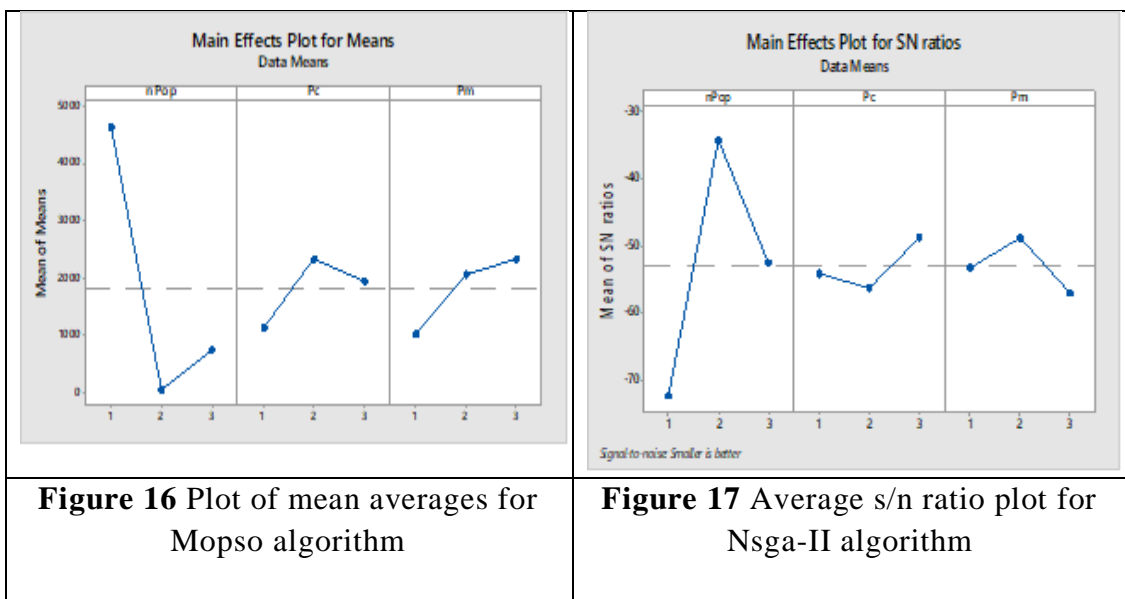 Main Effects Plot for Means
Data Means
nPop Pc Pm
Mean of Means
5000
4000
3000
2000
1000
0
1 2 3 1 2 3 1 2 3
Main Effects Plot for SN ratios
Data Means
nPop Pc Pm
Mean of SN ratios
-30
-40
-50
-60
-70
1 2 3 1 2 3 1 2 3
Signal-to-noise: Smaller is better
Figure 16 Plot of mean averages for
Mopso algorithm
Figure 17 Average s/n ratio plot for
Nsga-II algorithm